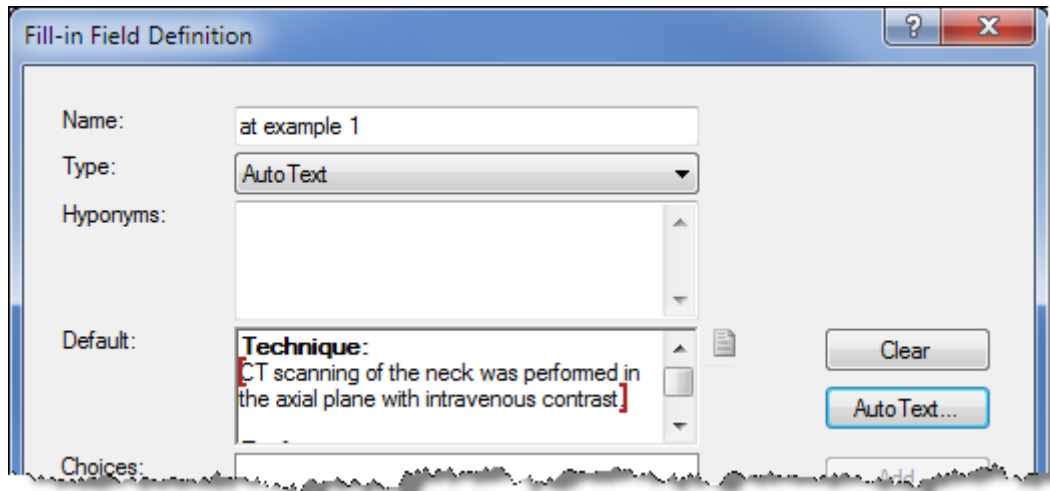 Fill-in Field Definition
?
Name:
at example 1
Type:
AutoText
Hyponyms:
Default:
Technique:
[CT scanning of the neck was performed in
the axial plane with intravenous contrast.]
Clear
AutoText...
Choices:
Add